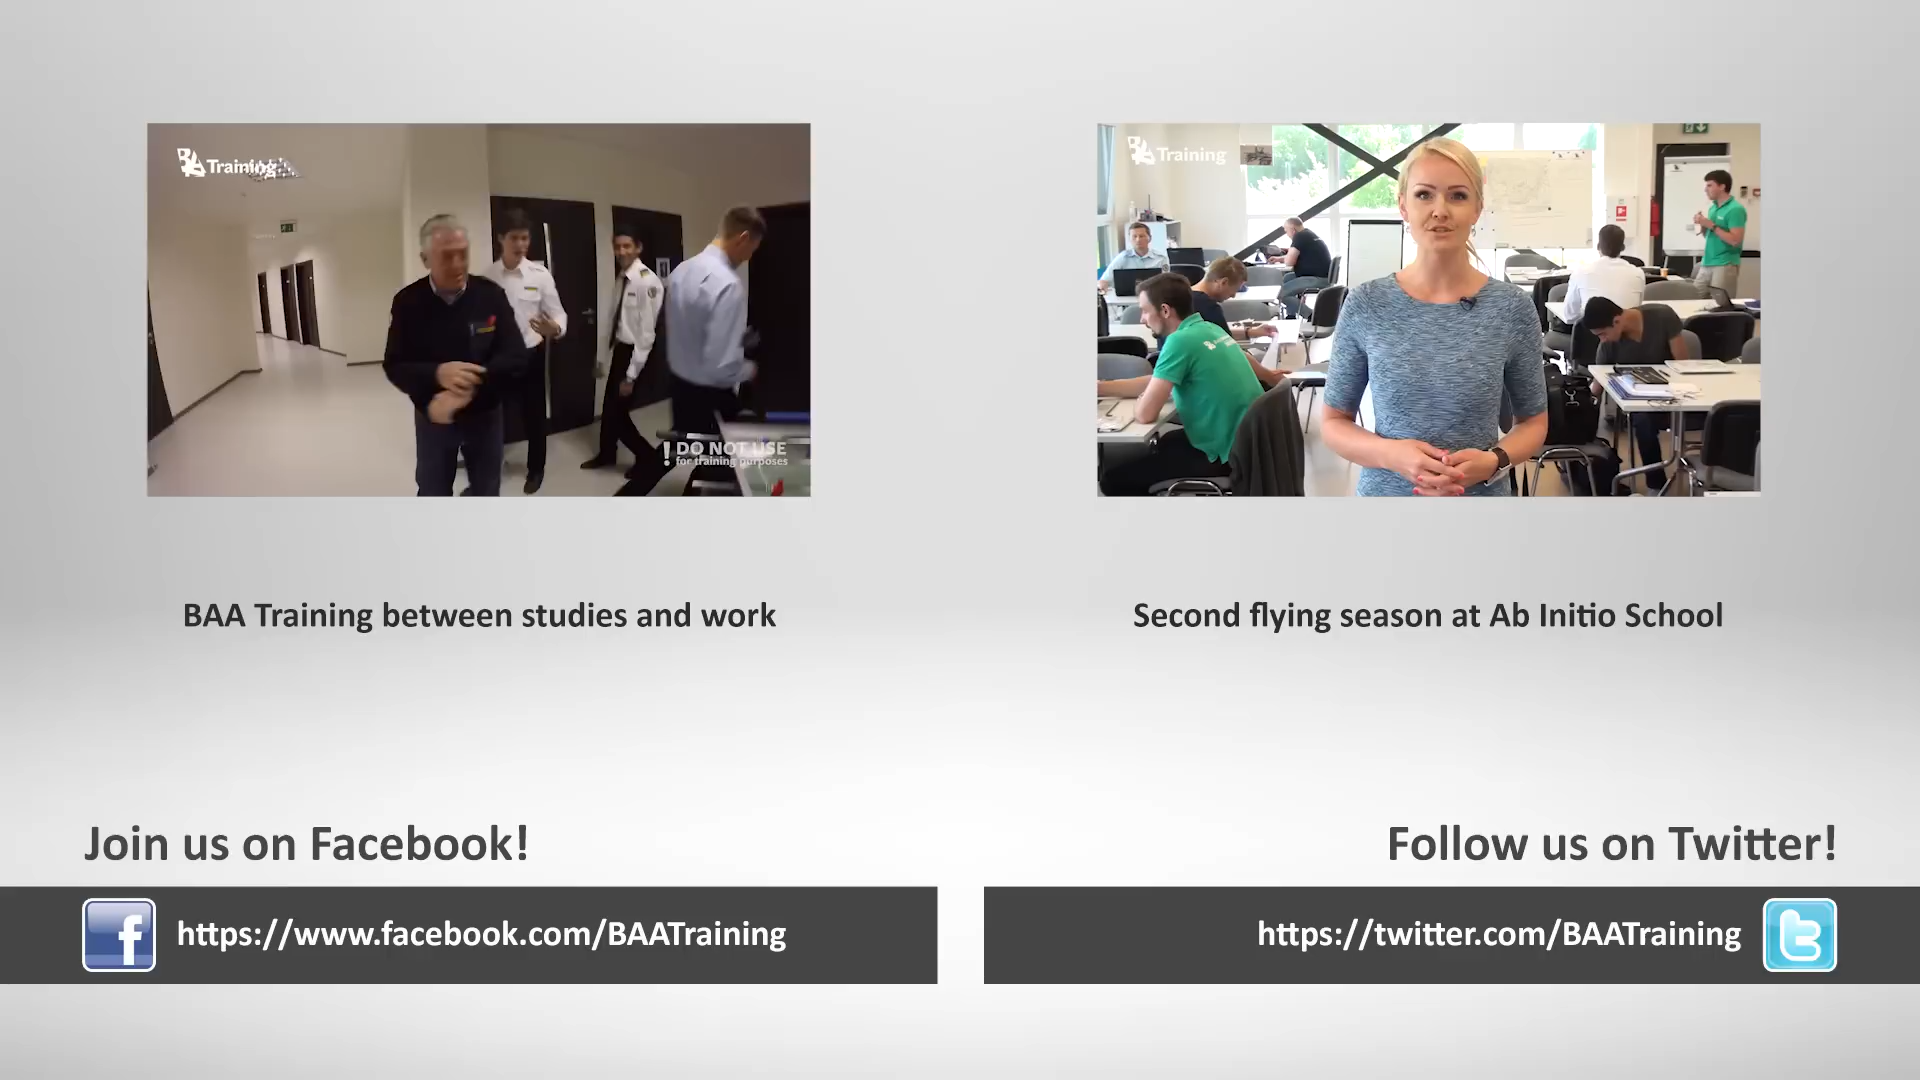 BAA Training
! DO NOT USE
for training purposes
BAA Training
BAA Training between studies and work
Second flying season at Ab Initio School
Join us on Facebook!
Follow us on Twitter!
f https://www.facebook.com/BAATraining
https://twitter.com/BAATraining t